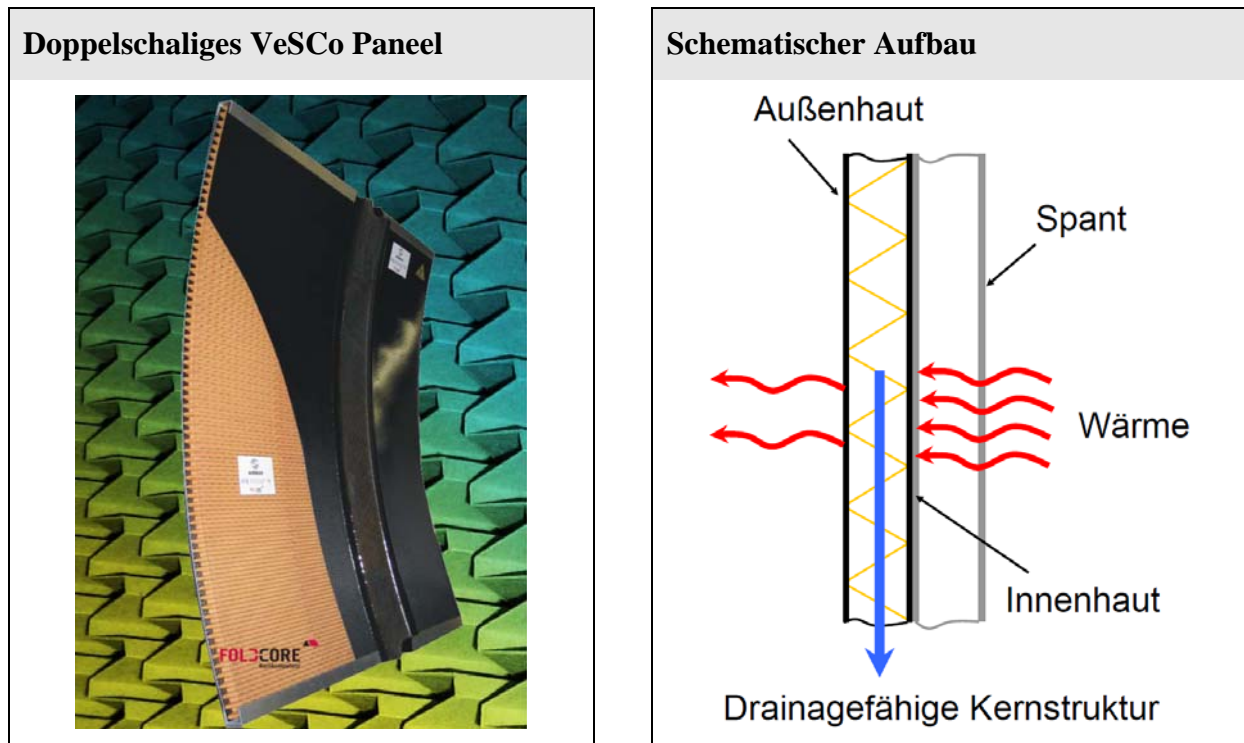 Doppelschaliges VeSCo Paneel
FOLDCORE
Schematischer Aufbau
Außenhaut
Spant
Wärme
Innenhaut
Drainagefähige Kernstruktur